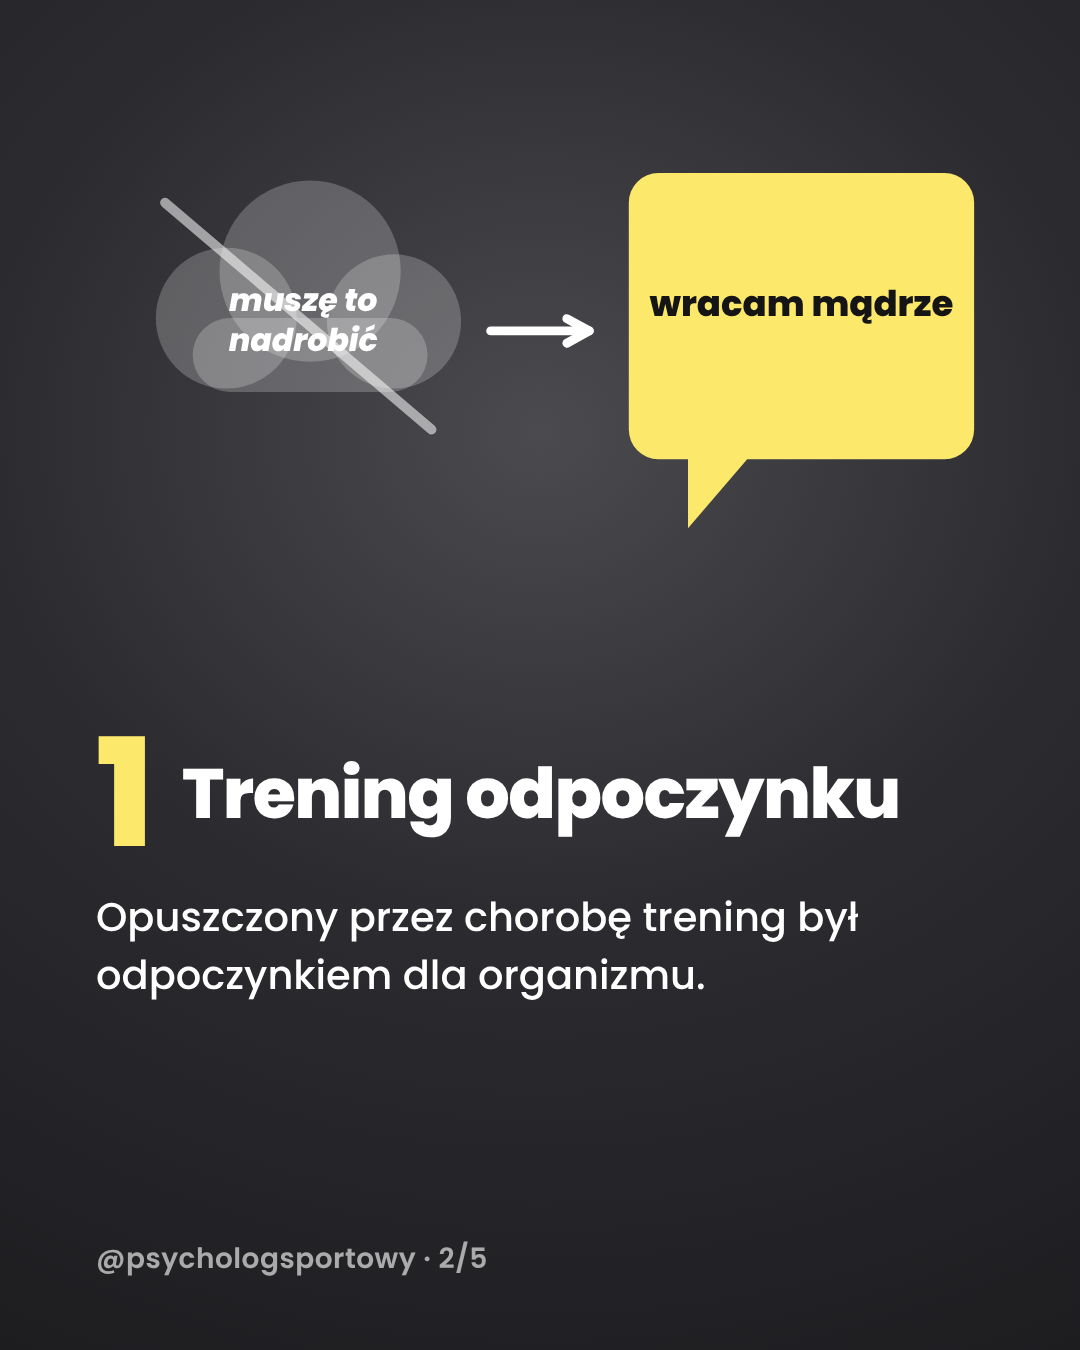 muszę to
nadrobić
wracam mądrze
1 Trening odpoczynku
Opuszczony przez chorobę trening był
odpoczynkiem dla organizmu.
@psychologsportowy · 2/5